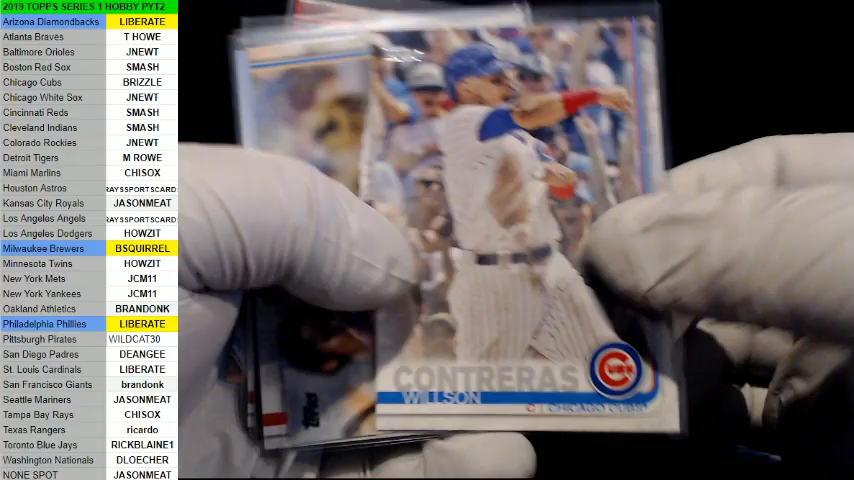 2019 TOPPS SERIES 1 HOBBY PYT2
Arizona Diamondbacks LIBERATE
Atlanta Braves T HOWE
Baltimore Orioles JNEWT
Boston Red Sox SMASH
Chicago Cubs BRIZZLE
Chicago White Sox JNEWT
Cincinnati Reds SMASH
Cleveland Indians SMASH
Colorado Rockies JNEWT
Detroit Tigers M ROWE
Miami Marlins CHISOX
Houston Astros RAYSSPORTSCARD
Kansas City Royals JASONMEAT
Los Angeles Angels RAYSSPORTSCARD
Los Angeles Dodgers HOWZIT
Milwaukee Brewers BSQUIRREL
Minnesota Twins HOWZIT
New York Mets JCM11
New York Yankees JCM11
Oakland Athletics BRANDONK
Philadelphia Phillies LIBERATE
Pittsburgh Pirates WILDCAT30
San Diego Padres DEANGEE
St. Louis Cardinals LIBERATE
San Francisco Giants brandonk
Seattle Mariners JASONMEAT
Tampa Bay Rays CHISOX
Texas Rangers ricardo
Toronto Blue Jays RICKBLAINE1
Washington Nationals DLOECHER
NONE SPOT JASONMEAT
CONTRERAS
WILLSON
C | CHICAGO CUBS
CUBS
Topps